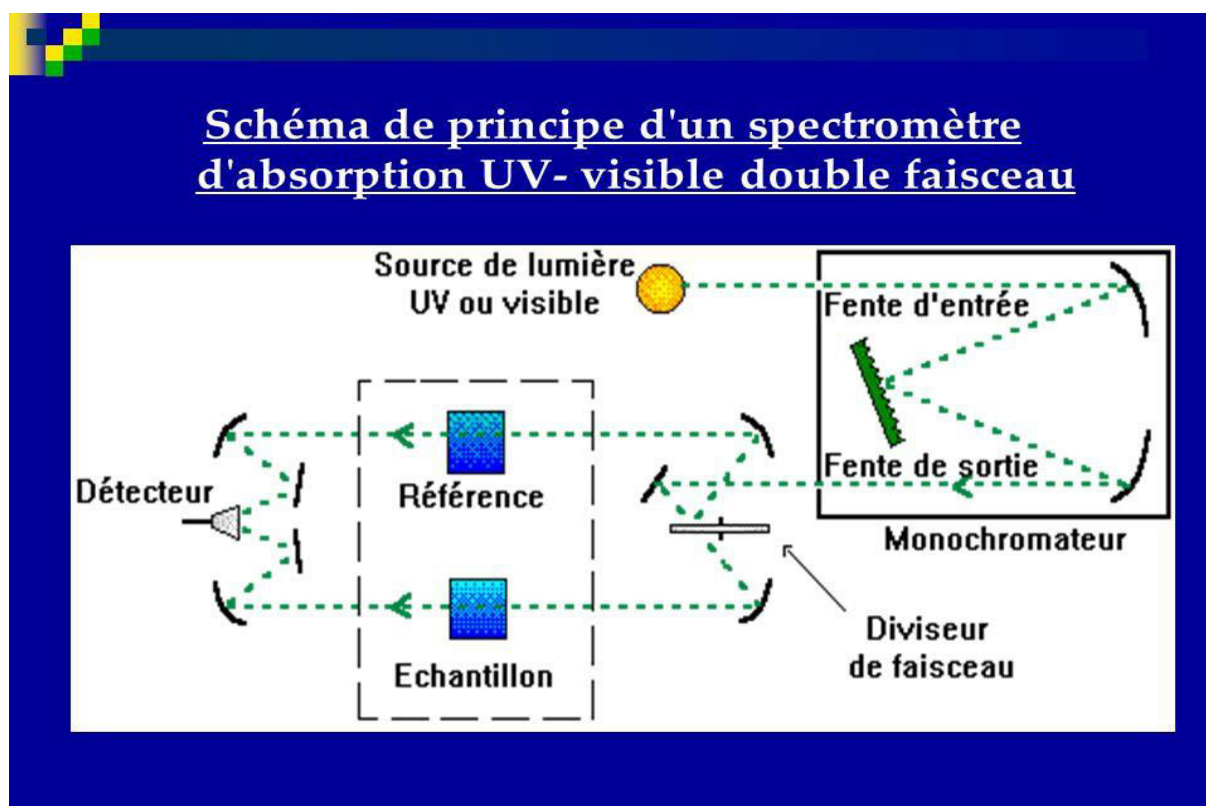 Schéma de principe d'un spectromètre
d'absorption UV- visible double faisceau
Source de lumière
UV ou visible
Fente d'entrée
Fente de sortie
Monochromateur
Détecteur
Référence
Echantillon
Diviseur
de faisceau